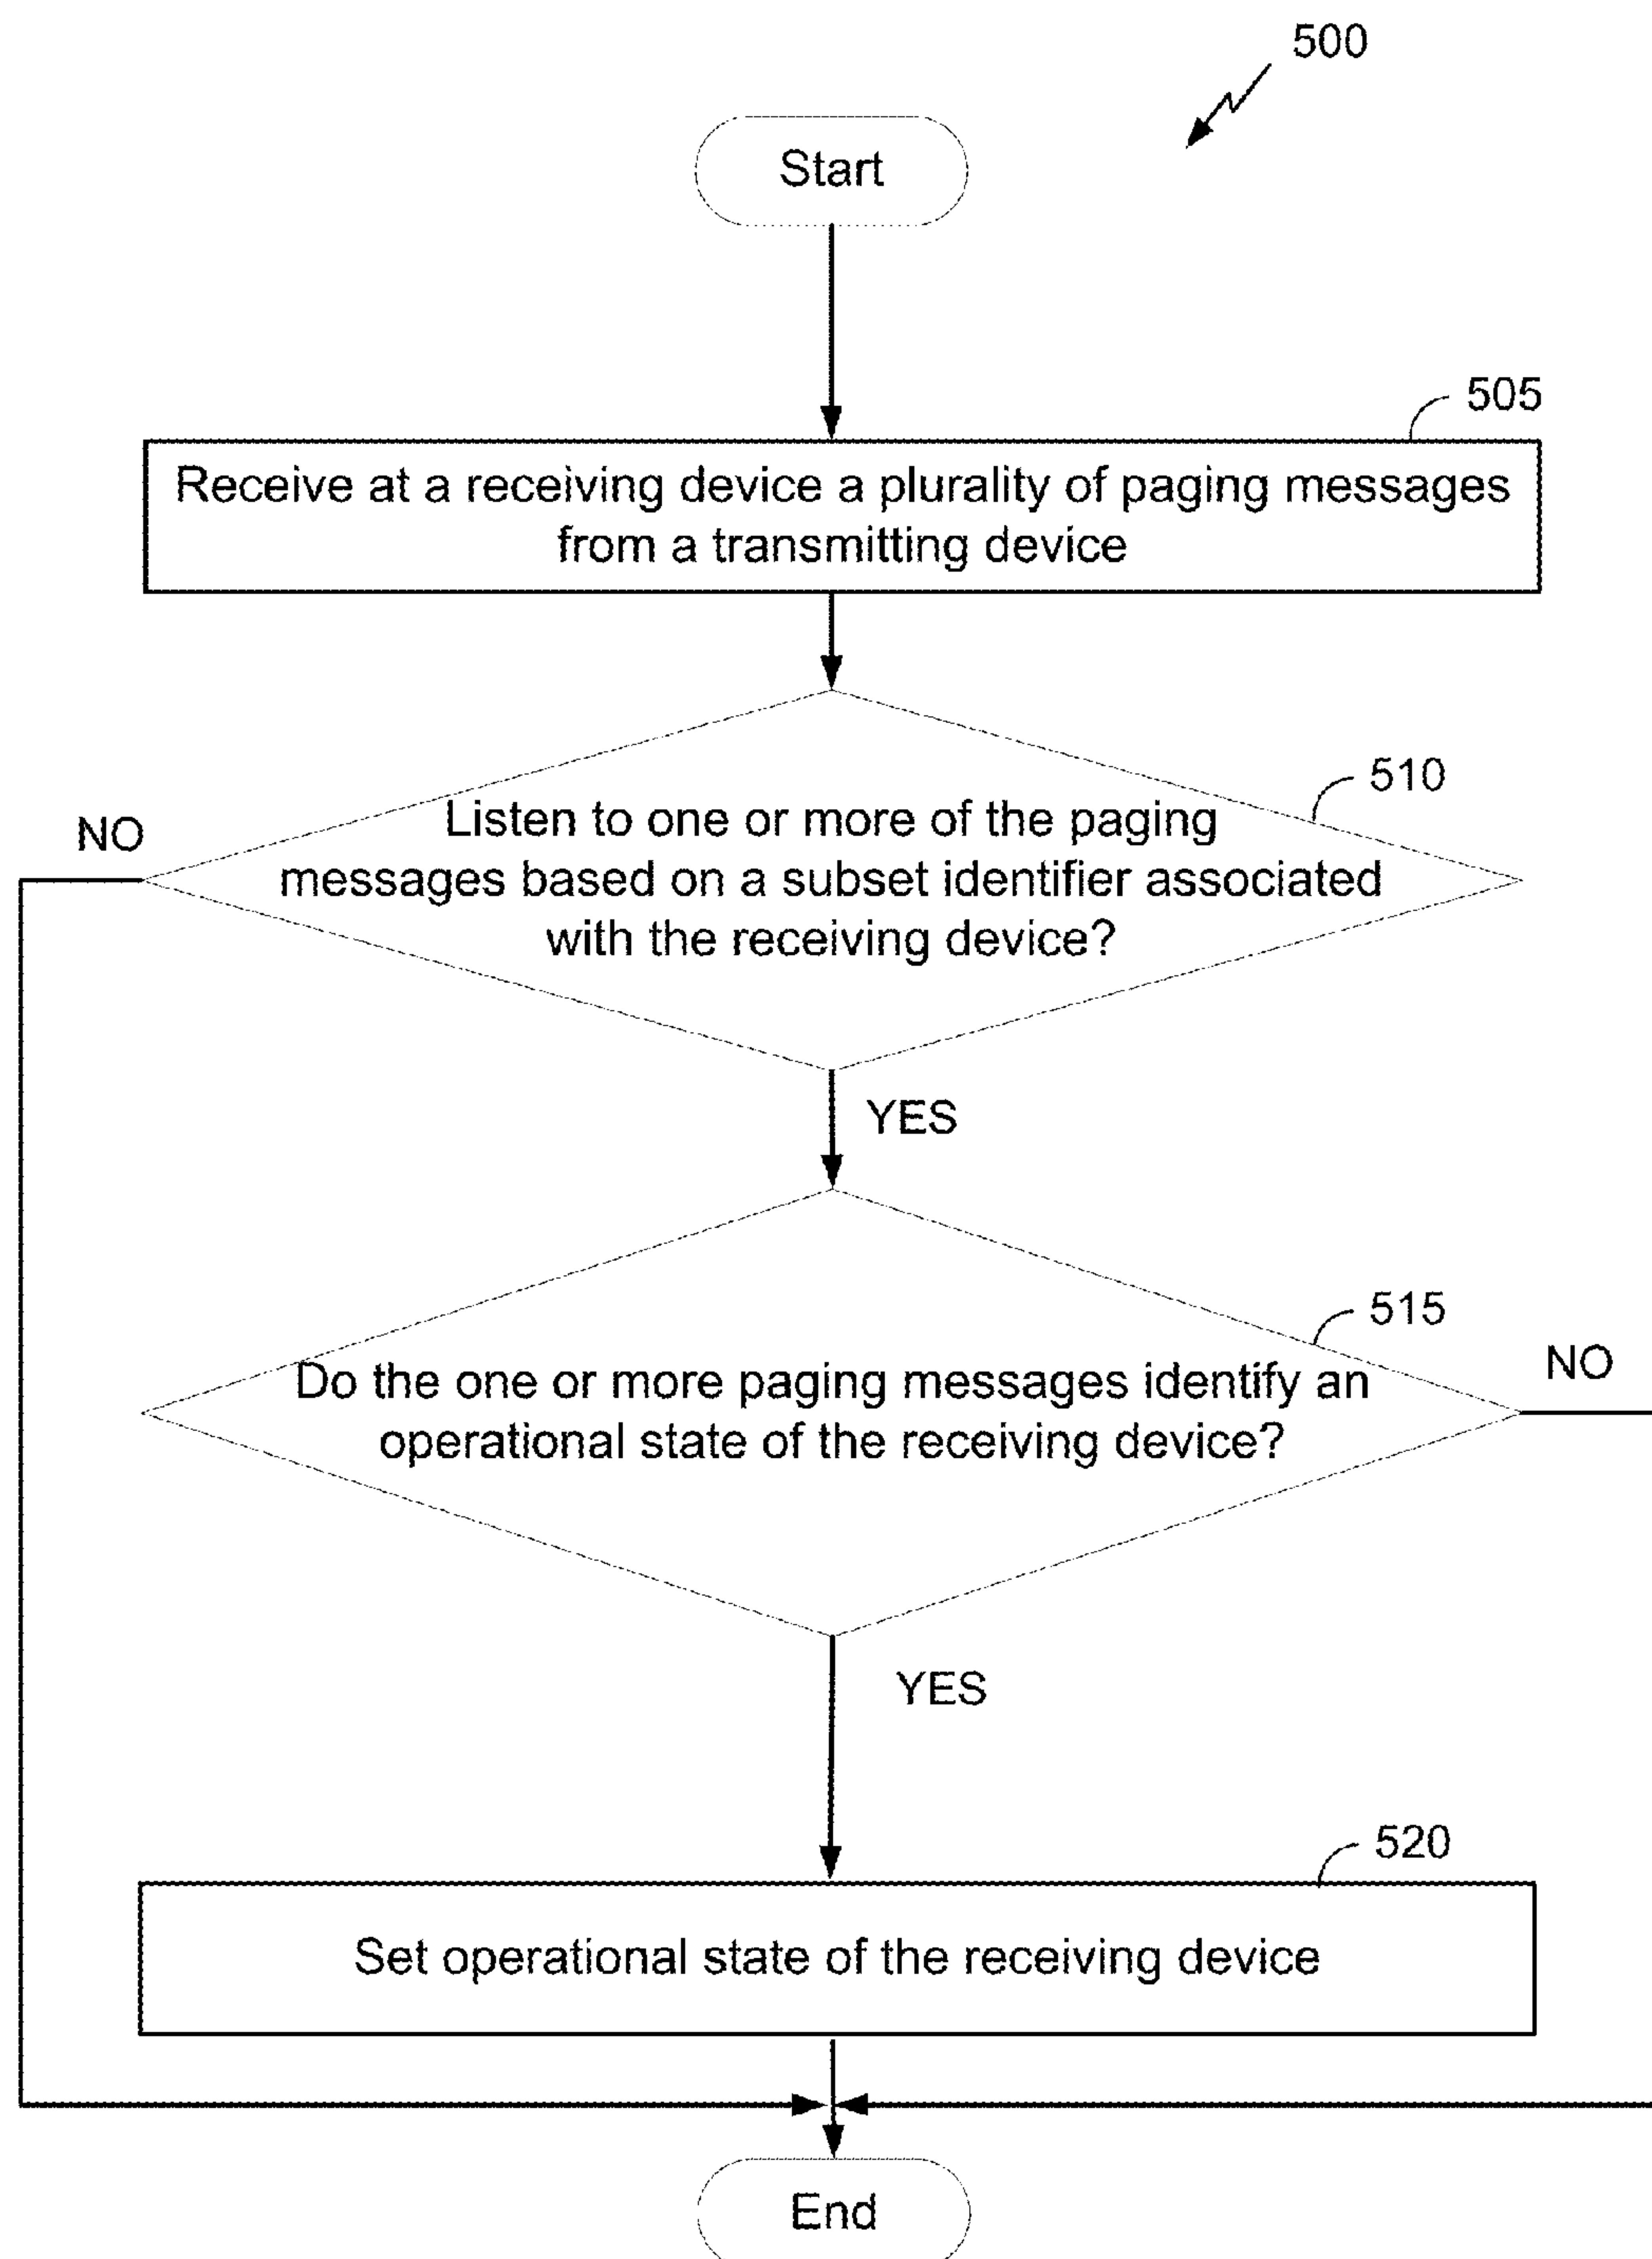 500
Start
505
Receive at a receiving device a plurality of paging messages
from a transmitting device
510
NO
Listen to one or more of the paging
messages based on a subset identifier associated
with the receiving device?
YES
515
NO
Do the one or more paging messages identify an
operational state of the receiving device?
YES
520
Set operational state of the receiving device
End